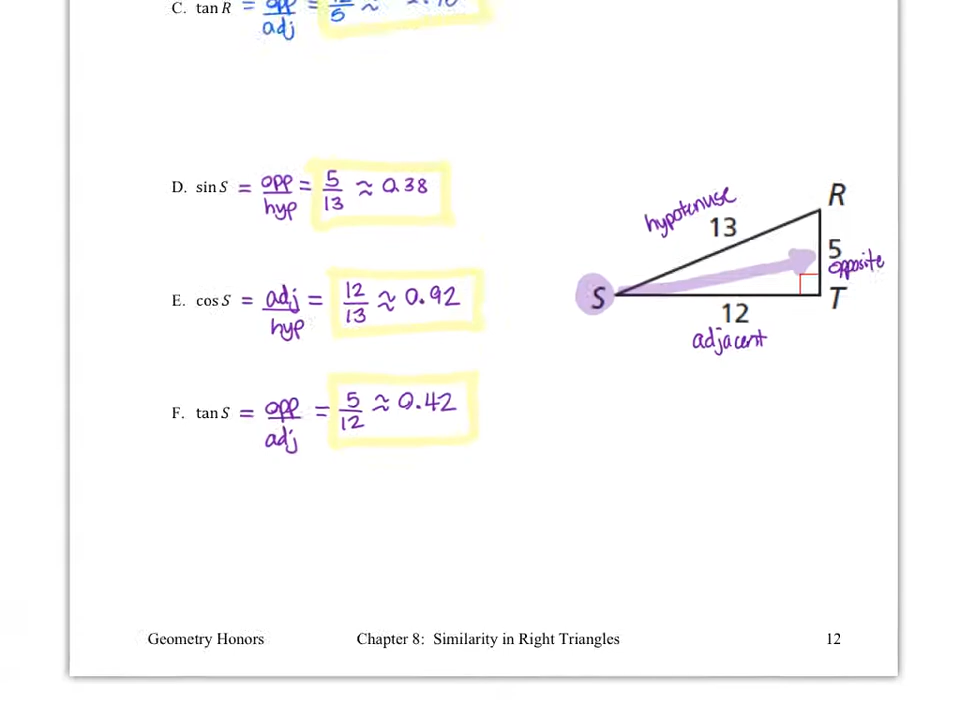 C. tan R = opp/adj = 12/5 ≈
D. sin S = opp/hyp = 5/13 ≈ 0.38
hypotenuse
13
R
5
opposite
S
T
12
adjacent
E. cos S = adj/hyp = 12/13 ≈ 0.92
F. tan S = opp/adj = 5/12 ≈ 0.42
Geometry Honors Chapter 8: Similarity in Right Triangles 12